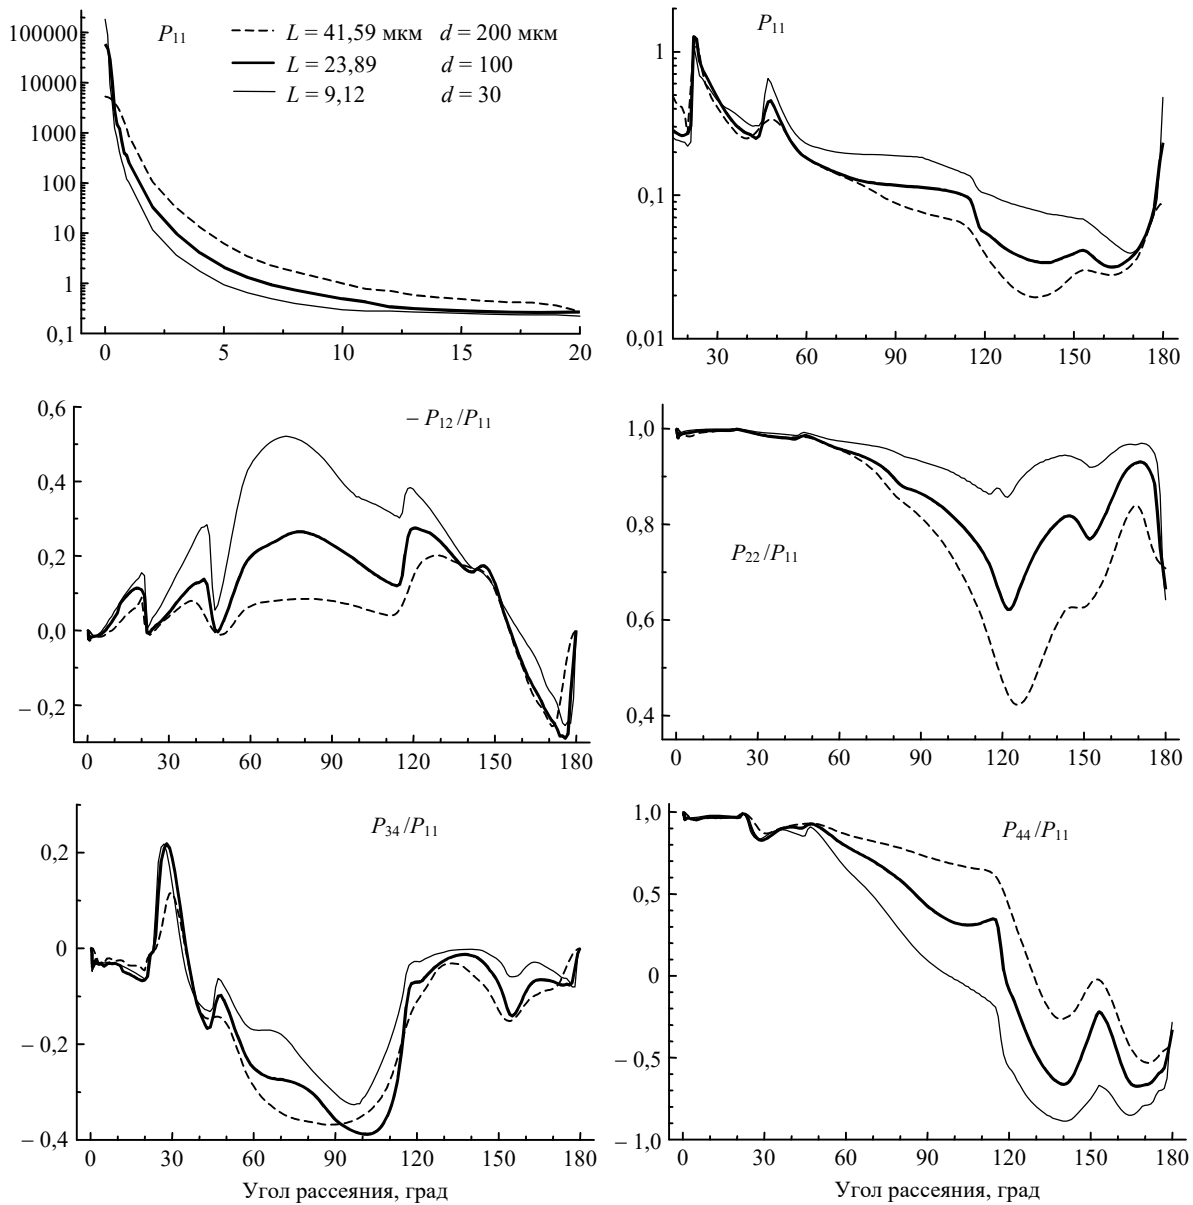 P11
L = 41,59 мкм d = 200 мкм
L = 23,89 d = 100
L = 9,12 d = 30
100000
10000
1000
100
10
1
0,1
0 5 10 15 20
P11
1
0,1
0,01
30 60 90 120 150 180
– P12/P11
0,6
0,4
0,2
0,0
– 0,2
0 30 60 90 120 150 180
P22/P11
1,0
0,8
0,6
0,4
0 30 60 90 120 150 180
P34/P11
0,2
0
– 0,2
– 0,4
0 30 60 90 120 150 180
Угол рассеяния, град
P44/P11
1,0
0,5
0
– 0,5
– 1,0
0 30 60 90 120 150 180
Угол рассеяния, град